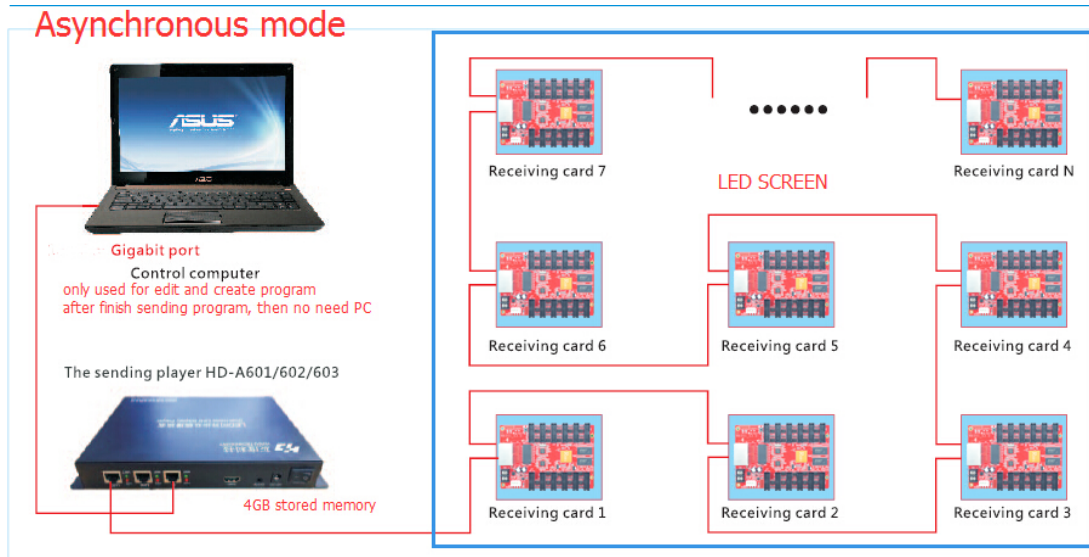 Asynchronous mode
ASUS
Gigabit port
Control computer
only used for edit and create program
after finish sending program, then no need PC
The sending player HD-A601/602/603
4GB stored memory
Receiving card 7
LED SCREEN
Receiving card N
Receiving card 6
Receiving card 5
Receiving card 4
Receiving card 1
Receiving card 2
Receiving card 3